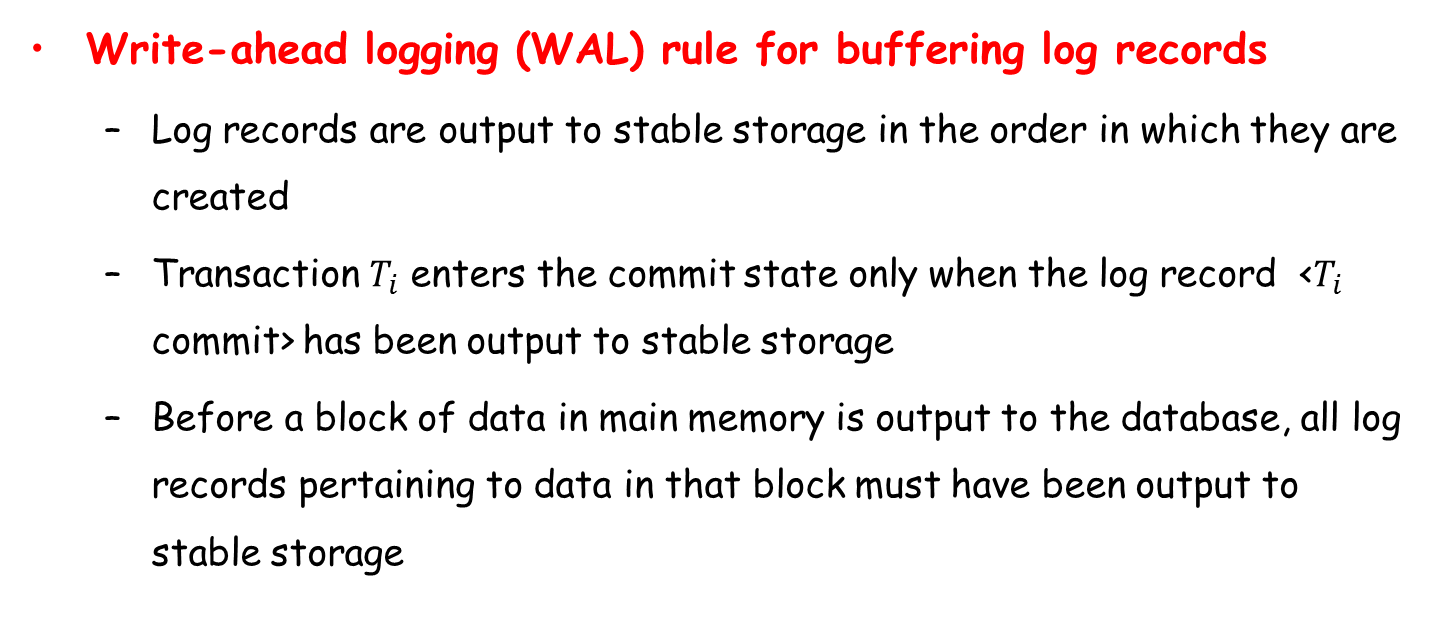 • Write-ahead logging (WAL) rule for buffering log records
– Log records are output to stable storage in the order in which they are
created
– Transaction Tᵢ enters the commit state only when the log record <Tᵢ
commit> has been output to stable storage
– Before a block of data in main memory is output to the database, all log
records pertaining to data in that block must have been output to
stable storage